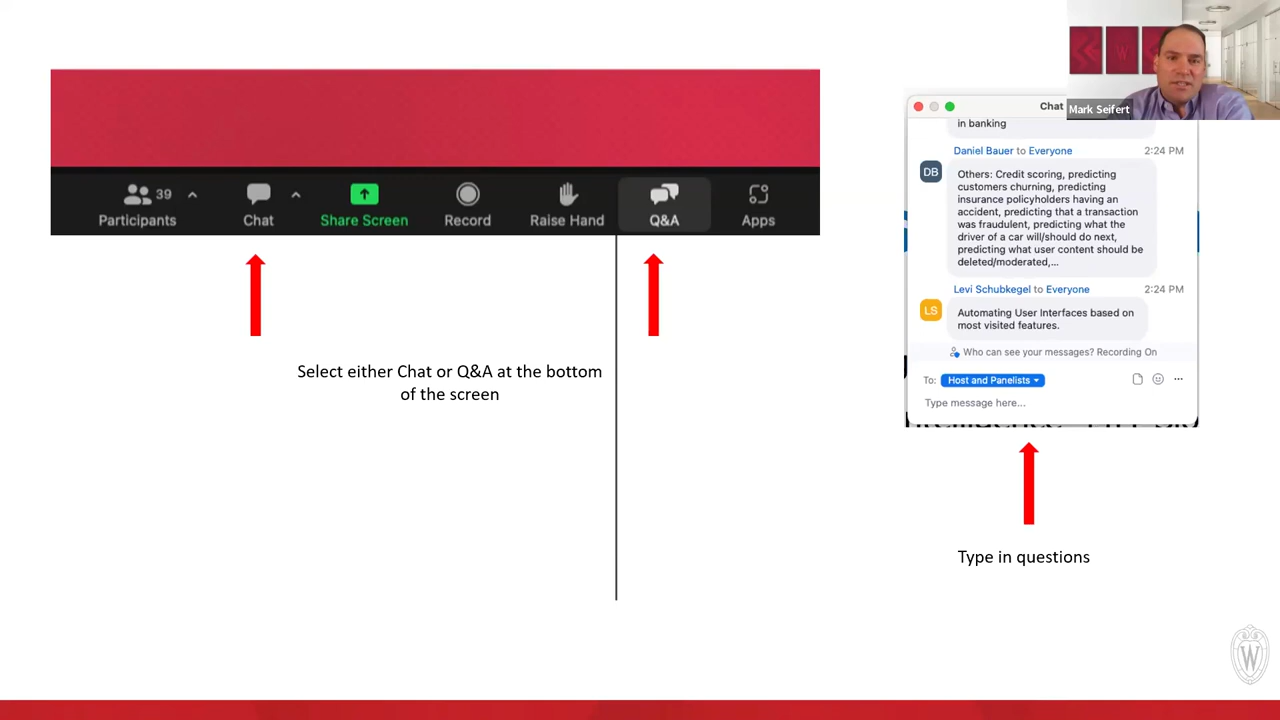 Mark Seifert
39
Participants
Chat
Share Screen
Record
Raise Hand
Q&A
Apps
Select either Chat or Q&A at the bottom
of the screen
Chat
in banking
Daniel Bauer to Everyone 2:24 PM
DB
Others: Credit scoring, predicting
customers churning, predicting
insurance policyholders having an
accident, predicting that a transaction
was fraudulent, predicting what the
driver of a car will/should do next,
predicting what user content should be
deleted/moderated,...
Levi Schubkegel to Everyone 2:24 PM
LS
Automating User Interfaces based on
most visited features.
Who can see your messages? Recording On
To: Host and Panelists
Type message here...
Type in questions
W
W